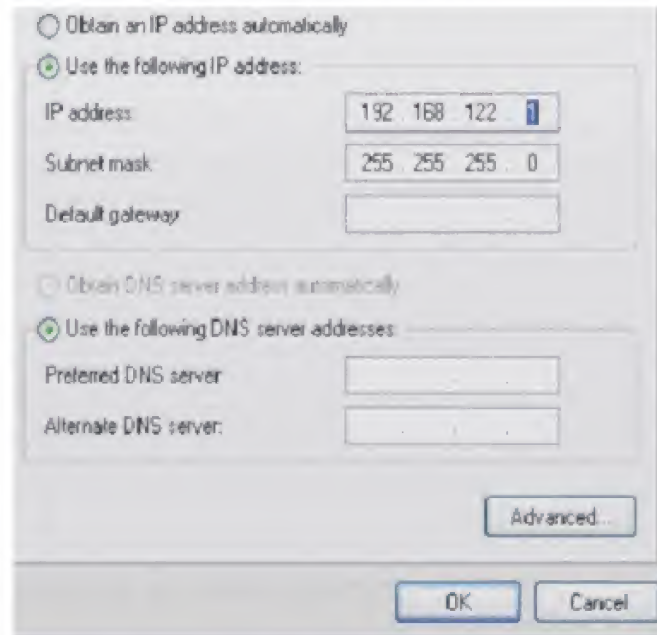 Obtain an IP address automatically
Use the following IP address:
IP address 192 . 168 . 122 . 1
Subnet mask 255 . 255 . 255 . 0
Default gateway
Obtain DNS server address automatically
Use the following DNS server addresses
Preferred DNS server
Alternate DNS server:
Advanced...
OK Cancel